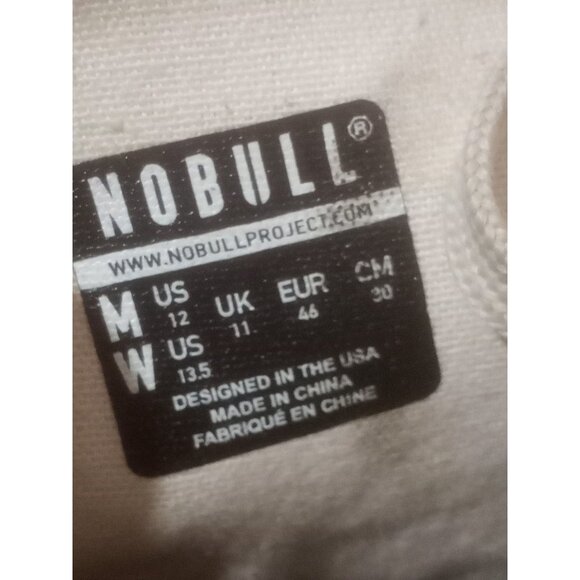 NOBULL®
WWW.NOBULLPROJECT.COM
M US 12 UK 11 EUR 46 CM 30
W US 13.5
DESIGNED IN THE USA
MADE IN CHINA
FABRIQUÉ EN CHINE